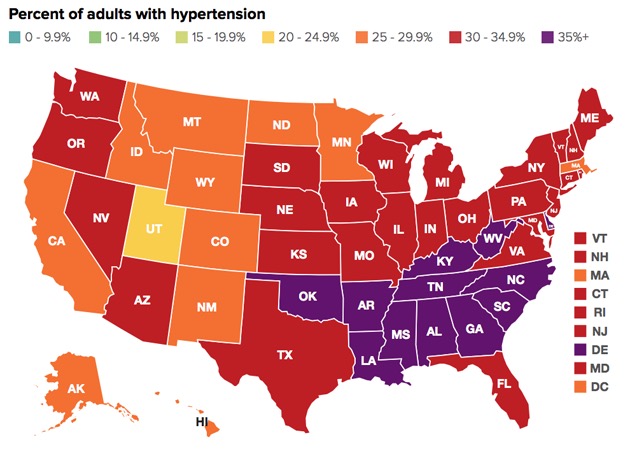 Percent of adults with hypertension
0 - 9.9% 10 - 14.9% 15 - 19.9% 20 - 24.9% 25 - 29.9% 30 - 34.9% 35%+
WA
ME
MT
ND
VT
OR
MN
NH
ID
SD
WI
NY
MA
WY
MI
CT
IA
PA
NE
NJ
NV
OH
MD
UT
IL
IN
CA
CO
WV
VT
KS
MO
KY
VA
NH
NC
MA
TN
OK
CT
AZ
NM
AR
SC
RI
MS
AL
GA
NJ
TX
LA
DE
MD
FL
DC
AK
HI